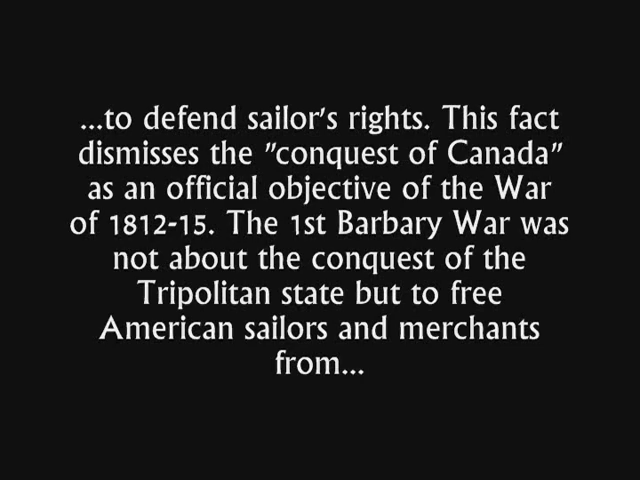 ...to defend sailor's rights. This fact
dismisses the "conquest of Canada"
as an official objective of the War
of 1812-15. The 1st Barbary War was
not about the conquest of the
Tripolitan state but to free
American sailors and merchants
from...